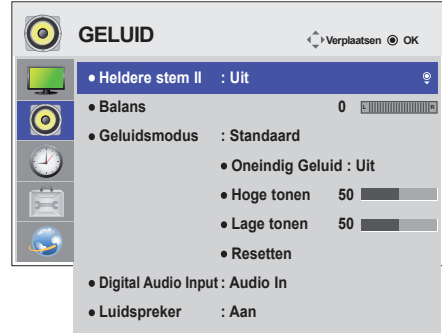 GELUID
Verplaatsen OK
• Heldere stem II : Uit
• Balans 0 L R
• Geluidsmodus : Standaard
• Oneindig Geluid : Uit
• Hoge tonen 50
• Lage tonen 50
• Resetten
• Digital Audio Input : Audio In
• Luidspreker : Aan